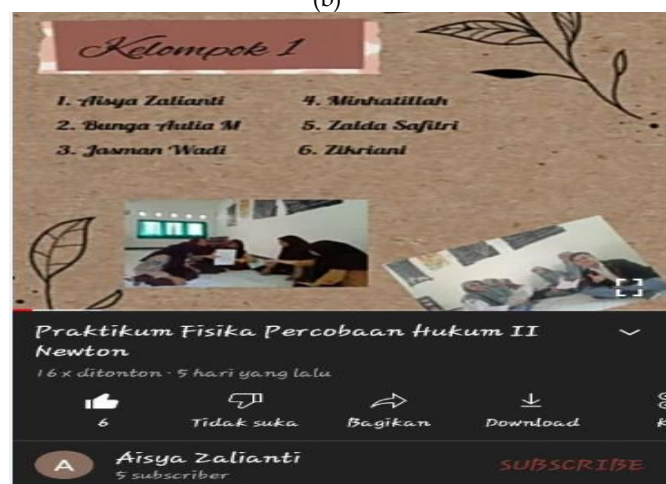 (b)
Kelompok 1
1. Aisya Zalianti
2. Bunga Aulia M
3. Jasman Wadi
4. Minhatillah
5. Zalda Safitri
6. Zikriani
Praktikum Fisika Percobaan Hukum II
Newton
16 x ditonton · 5 hari yang lalu
6
Tidak suka
Bagikan
Download
A
Aisya Zalianti
5 subscriber
SUBSCRIBE